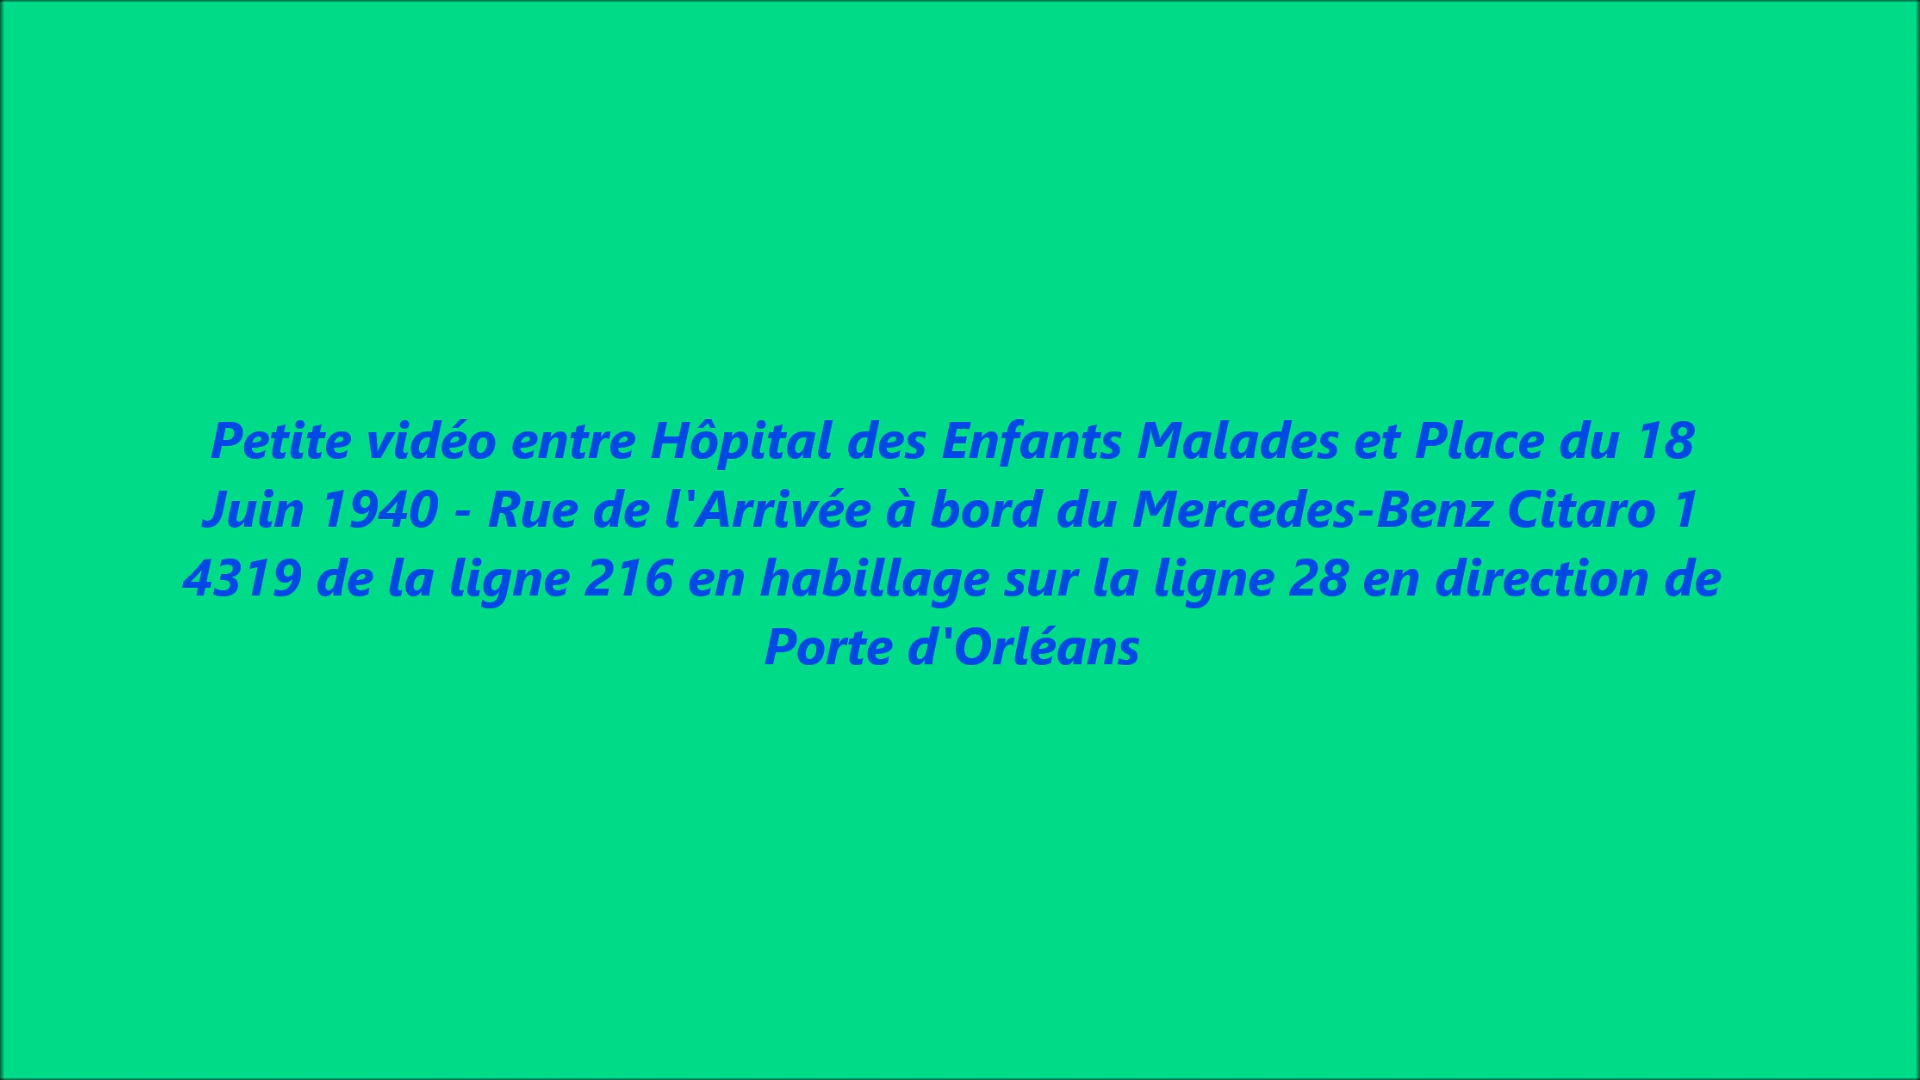 Petite vidéo entre Hôpital des Enfants Malades et Place du 18
Juin 1940 - Rue de l'Arrivée à bord du Mercedes-Benz Citaro 1
4319 de la ligne 216 en habillage sur la ligne 28 en direction de
Porte d'Orléans